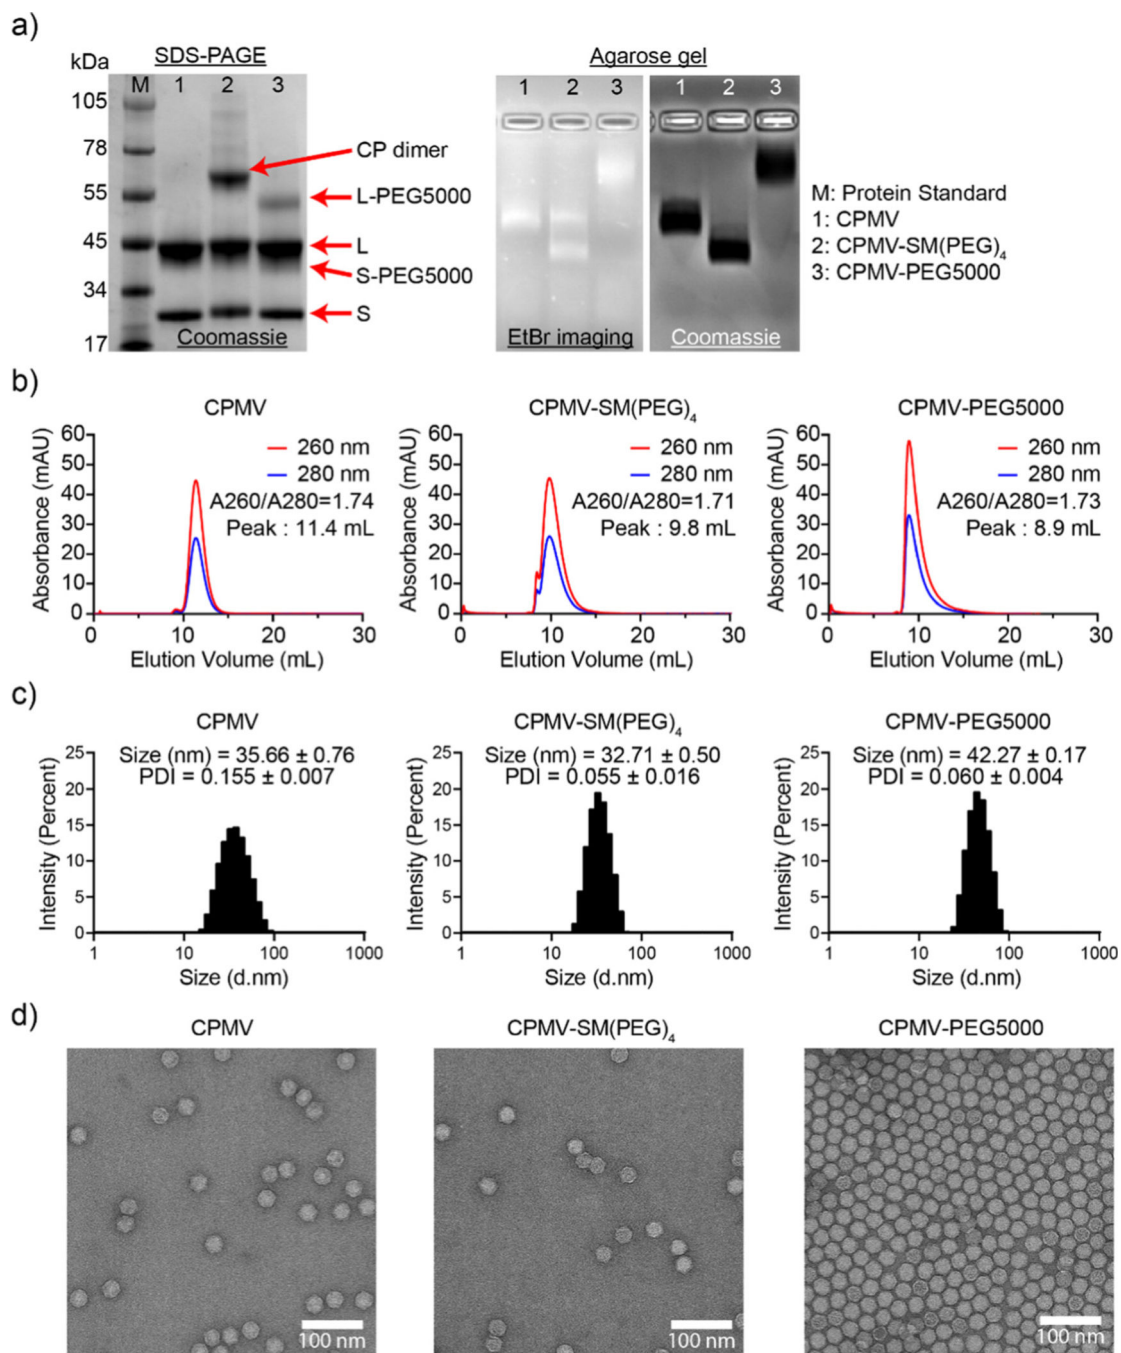 a)
SDS-PAGE
Agarose gel
kDa
M 1 2 3
1 2 3
1 2 3
105
78
55
45
34
17
CP dimer
L-PEG5000
L
S-PEG5000
S
Coomassie
EtBr imaging
Coomassie
M: Protein Standard
1: CPMV
2: CPMV-SM(PEG)₄
3: CPMV-PEG5000
b)
CPMV
Absorbance (mAU)
60
50
40
30
20
10
0
260 nm
280 nm
A260/A280=1.74
Peak : 11.4 mL
0 10 20 30
Elution Volume (mL)
CPMV-SM(PEG)₄
Absorbance (mAU)
60
50
40
30
20
10
0
260 nm
280 nm
A260/A280=1.71
Peak : 9.8 mL
0 10 20 30
Elution Volume (mL)
CPMV-PEG5000
Absorbance (mAU)
60
50
40
30
20
10
0
260 nm
280 nm
A260/A280=1.73
Peak : 8.9 mL
0 10 20 30
Elution Volume (mL)
c)
CPMV
Size (nm) = 35.66 ± 0.76
PDI = 0.155 ± 0.007
Intensity (Percent)
25
20
15
10
5
0
1 10 100 1000
Size (d.nm)
CPMV-SM(PEG)₄
Size (nm) = 32.71 ± 0.50
PDI = 0.055 ± 0.016
Intensity (Percent)
25
20
15
10
5
0
1 10 100 1000
Size (d.nm)
CPMV-PEG5000
Size (nm) = 42.27 ± 0.17
PDI = 0.060 ± 0.004
Intensity (Percent)
25
20
15
10
5
0
1 10 100 1000
Size (d.nm)
d)
CPMV
100 nm
CPMV-SM(PEG)₄
100 nm
CPMV-PEG5000
100 nm